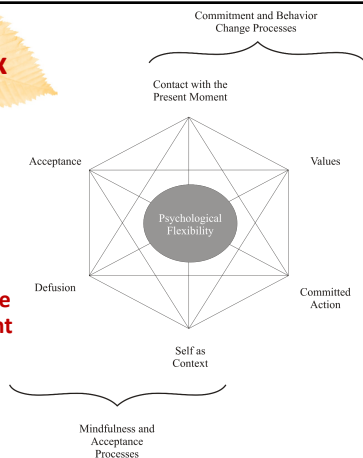 Commitment and Behavior
Change Processes
x
Contact with the
Present Moment
Acceptance
Values
Psychological
Flexibility
Defusion
Committed
Action
e
nt
Self as
Context
Mindfulness and
Acceptance
Processes